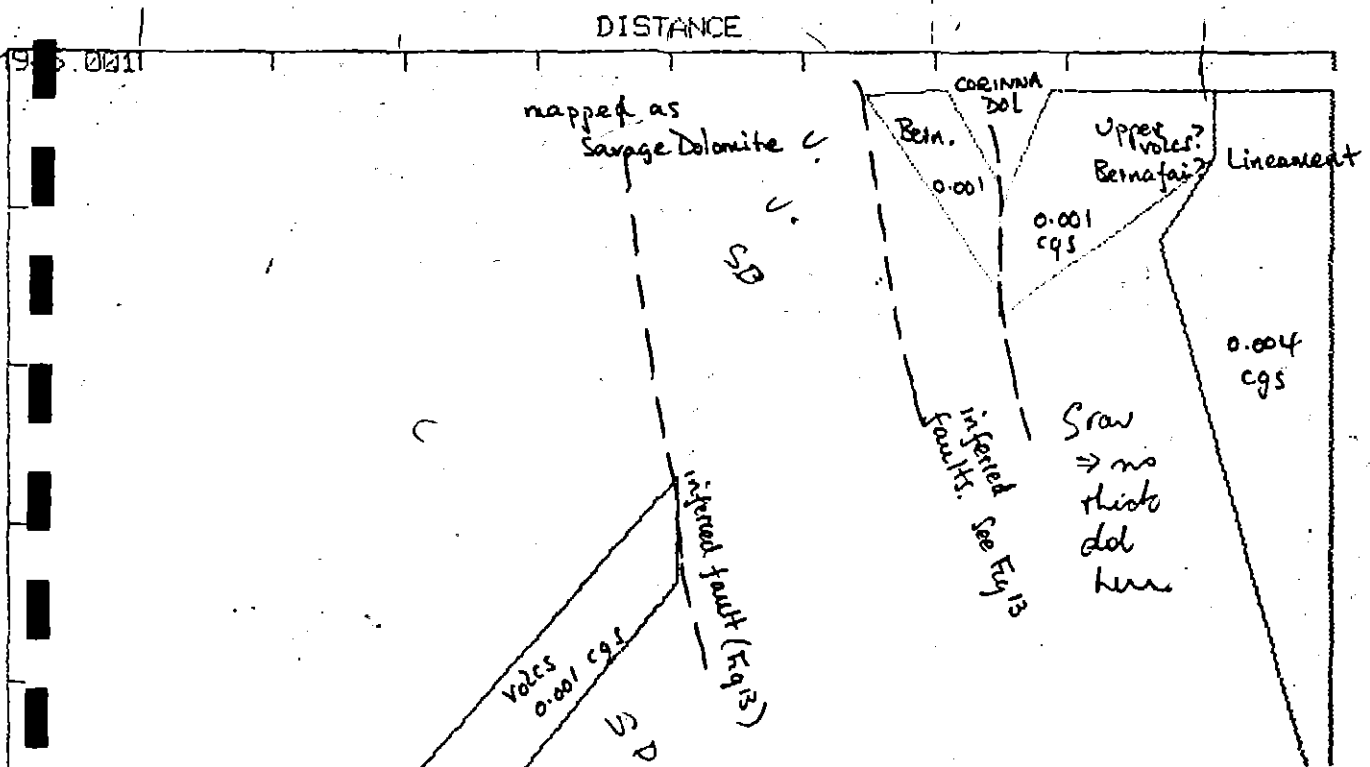 DISTANCE
mapped as
Savage Dolomite
CORINNA
DOL
Bern.
0.001
Upper
volcs?
Bernafai?
Lineament
0.001
cgs
SD
0.004
cgs
inferred
faults. See Fig 13
Grav
⇒ no
thick
dol
here
inferred fault (Fig 13)
volcs
0.001 cgs
SD